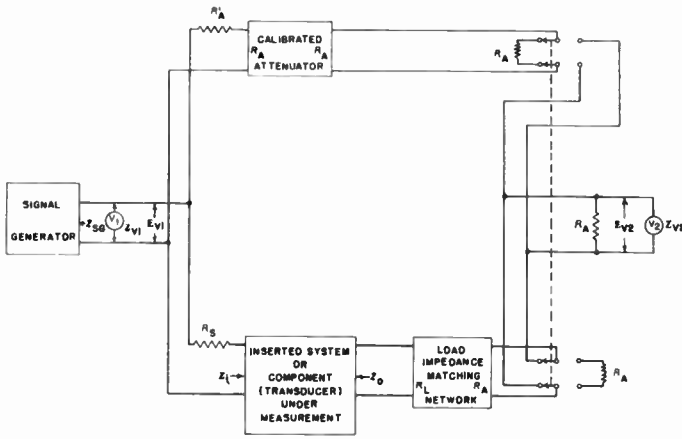 R'A
CALIBRATED
RA RA
ATTENUATOR
RA
SIGNAL
GENERATOR
ZSG
V1
ZV1
EV1
RA
EV2
V2
ZV2
RS
Zi
INSERTED SYSTEM
OR
COMPONENT
(TRANSDUCER)
UNDER
MEASUREMENT
Zo
LOAD
IMPEDANCE
MATCHING
RL RA
NETWORK
RA